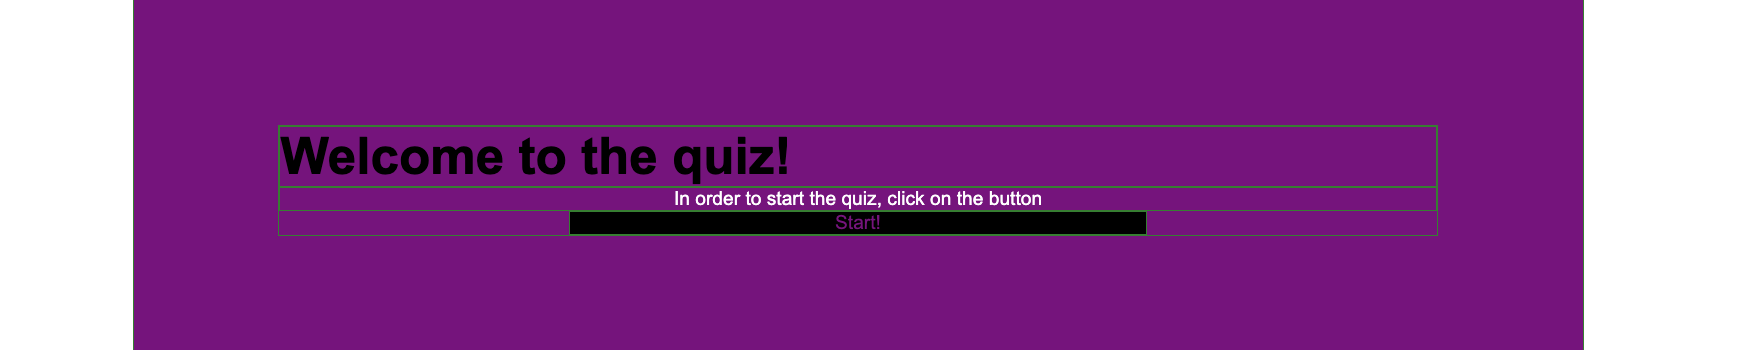 Welcome to the quiz!
In order to start the quiz, click on the button
Start!